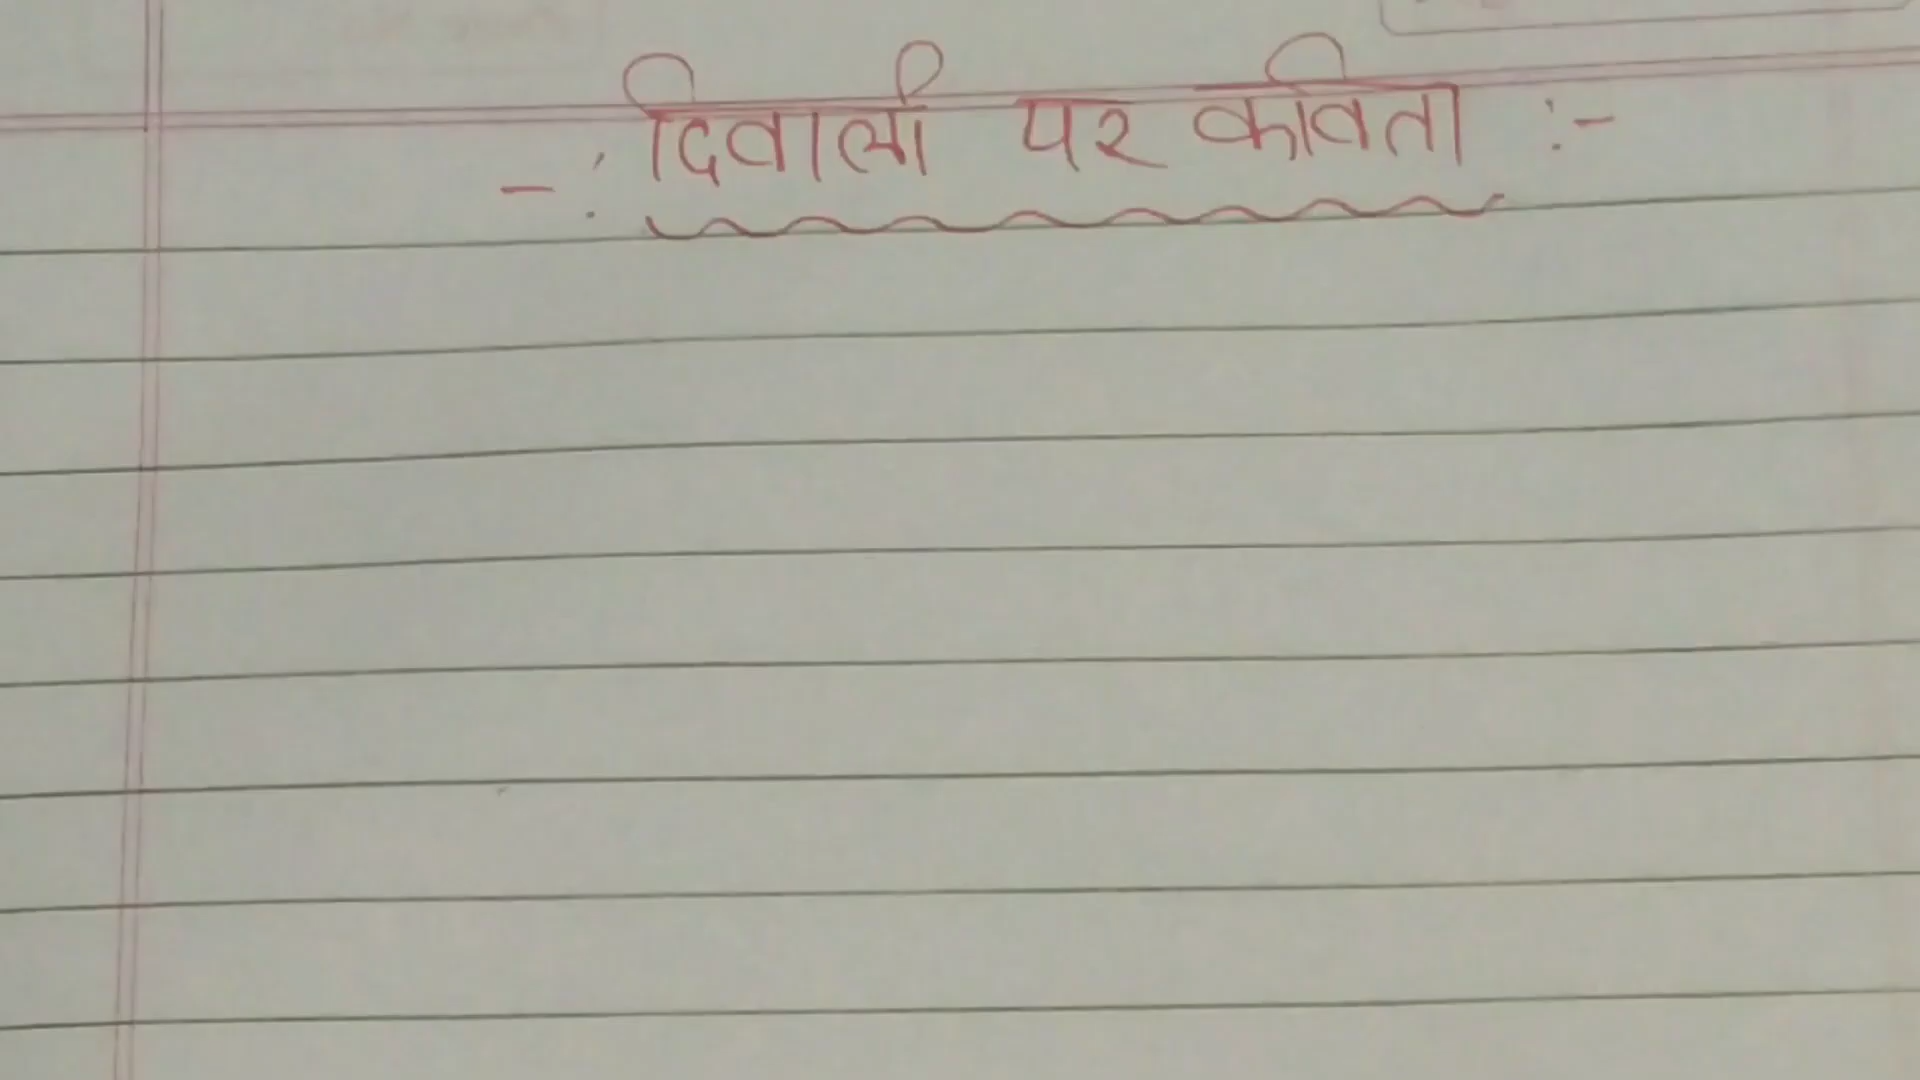 -: दिवाली पर कविता :-